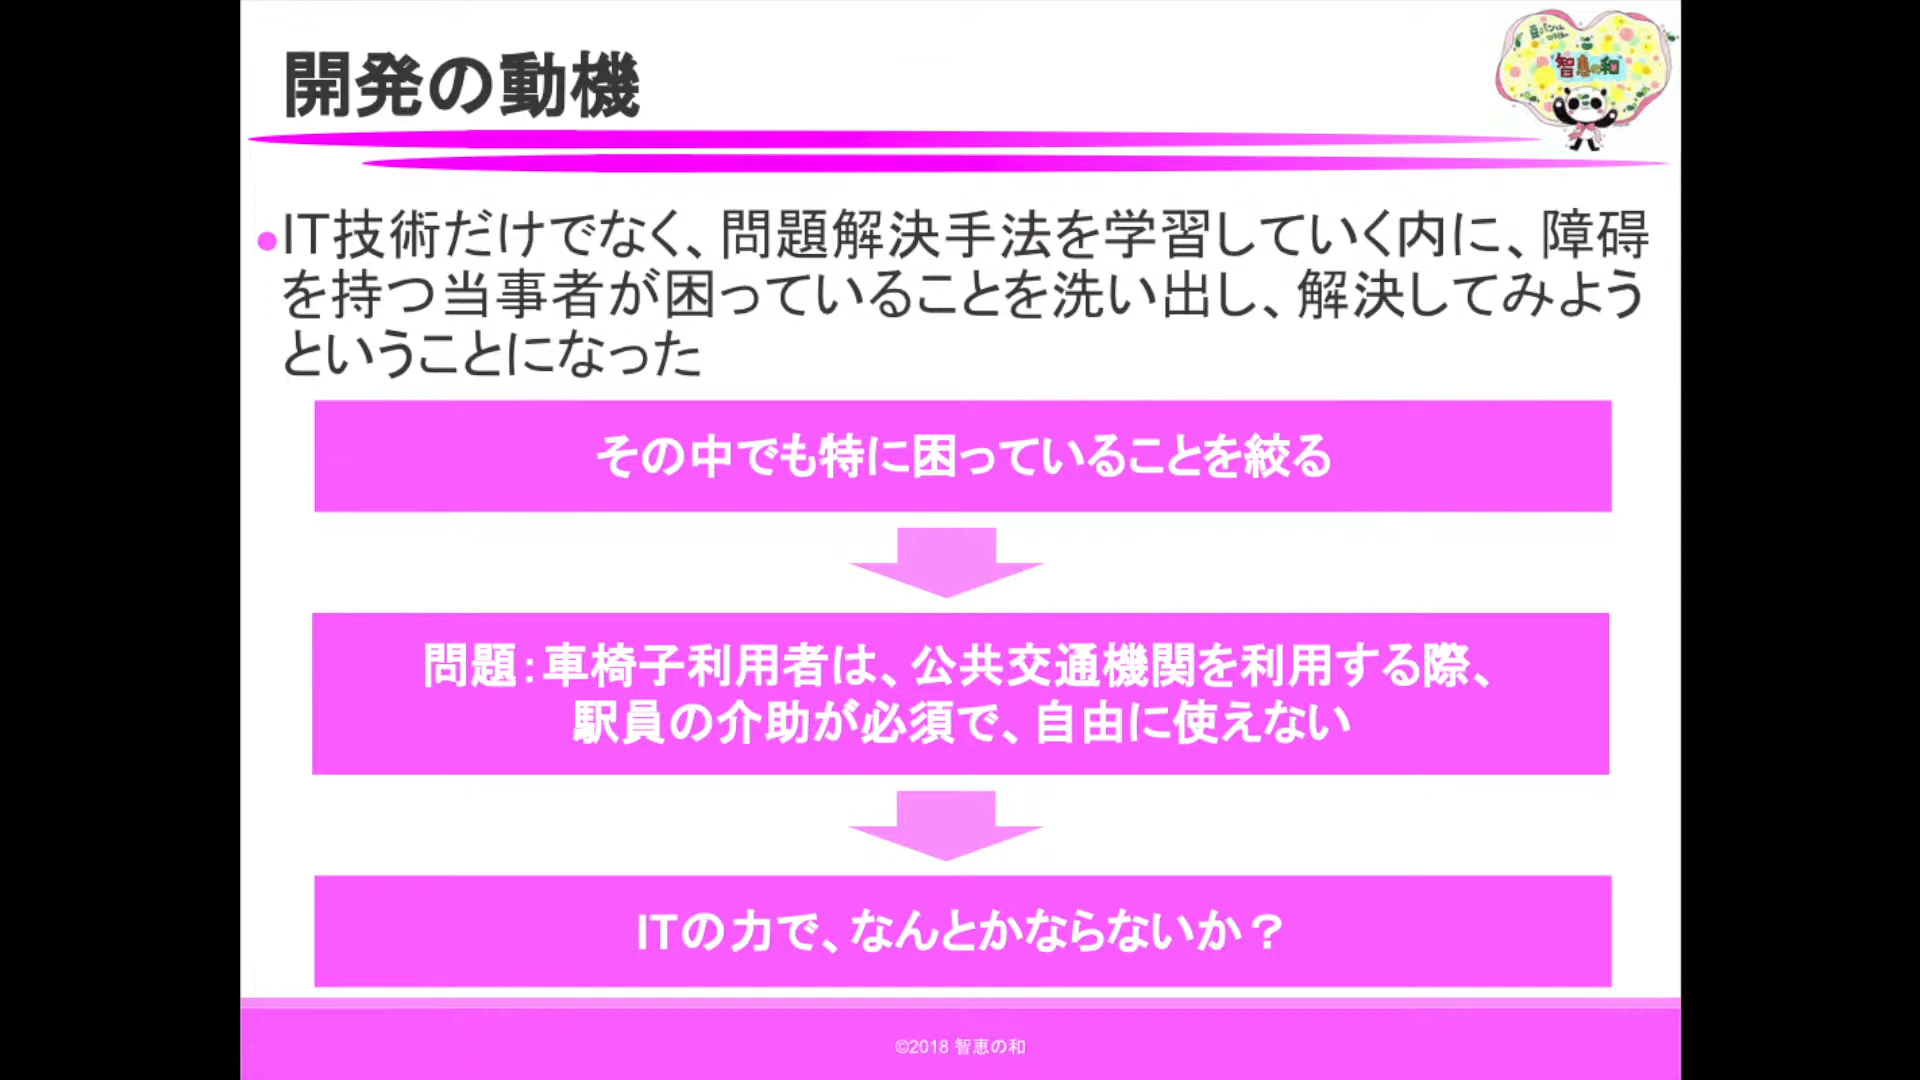 開発の動機
智恵の和
●IT技術だけでなく、問題解決手法を学習していく内に、障碍
を持つ当事者が困っていることを洗い出し、解決してみよう
ということになった
その中でも特に困っていることを絞る
問題：車椅子利用者は、公共交通機関を利用する際、
駅員の介助が必須で、自由に使えない
ITの力で、なんとかならないか？
©2018 智恵の和